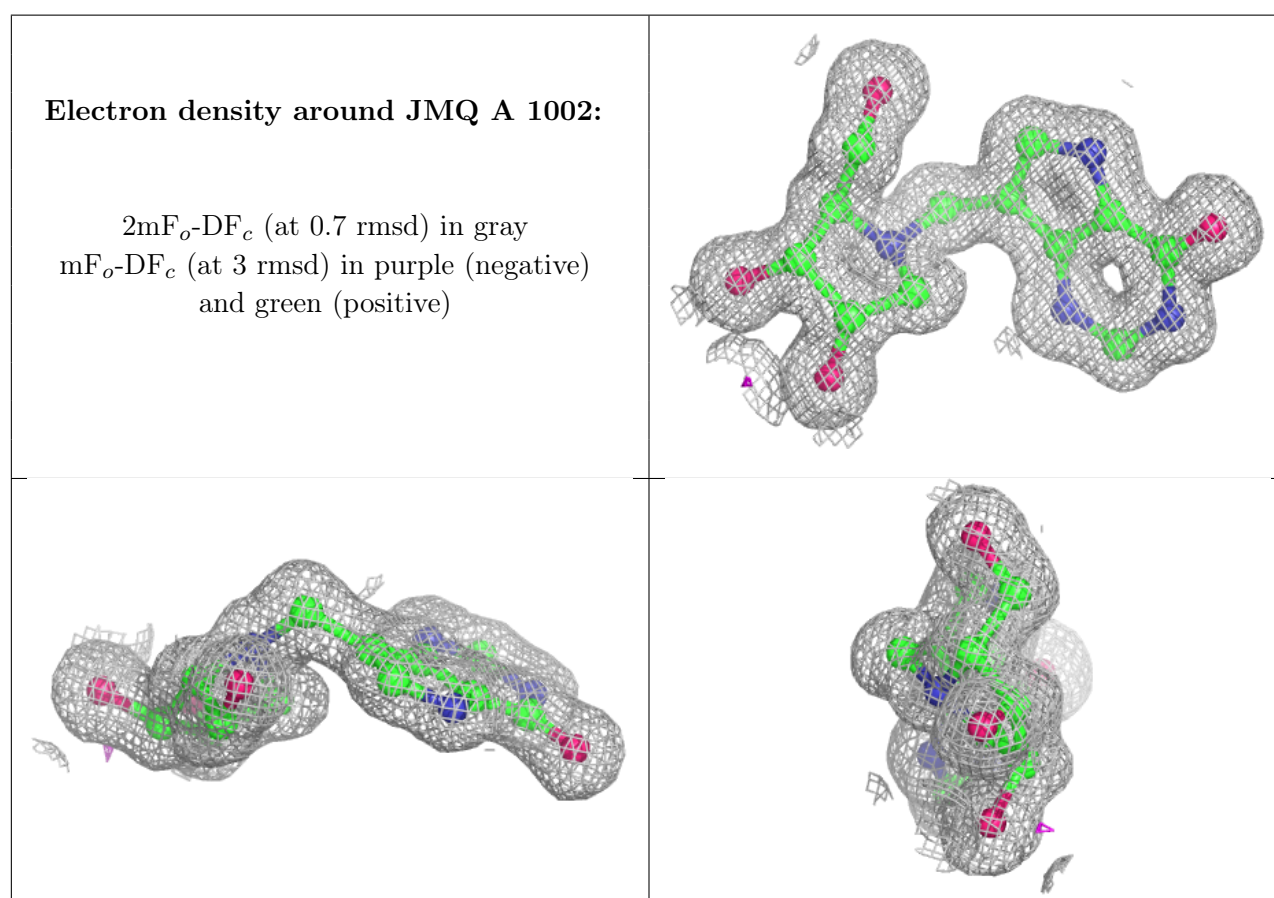 Electron density around JMQ A 1002:
2mFo-DFc (at 0.7 rmsd) in gray
mFo-DFc (at 3 rmsd) in purple (negative)
and green (positive)